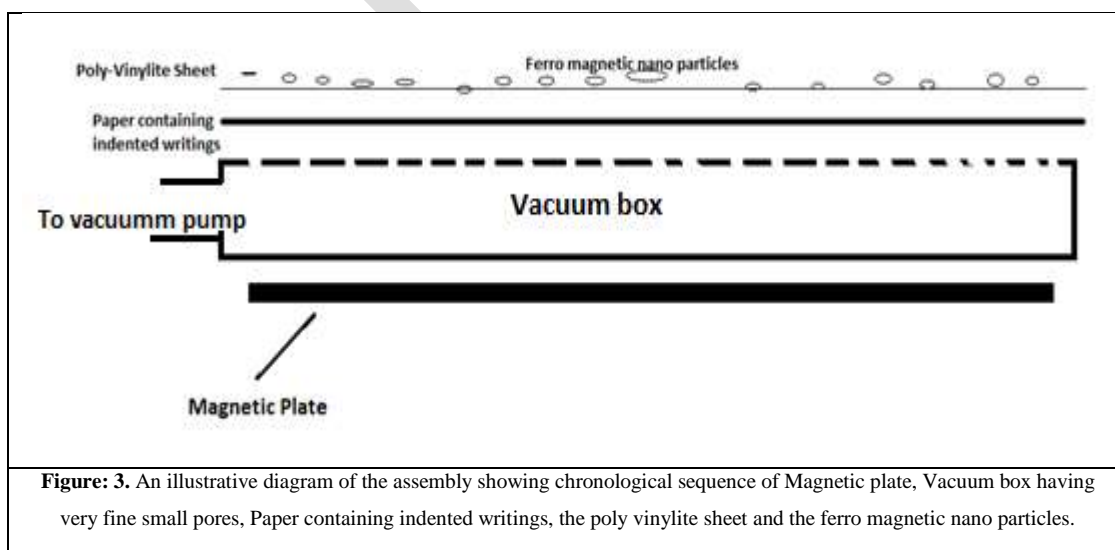 Poly-Vinylite Sheet
Ferro magnetic nano particles
Paper containing
indented writings
Vacuum box
To vacuumm pump
Magnetic Plate
Figure: 3. An illustrative diagram of the assembly showing chronological sequence of Magnetic plate, Vacuum box having
very fine small pores, Paper containing indented writings, the poly vinylite sheet and the ferro magnetic nano particles.